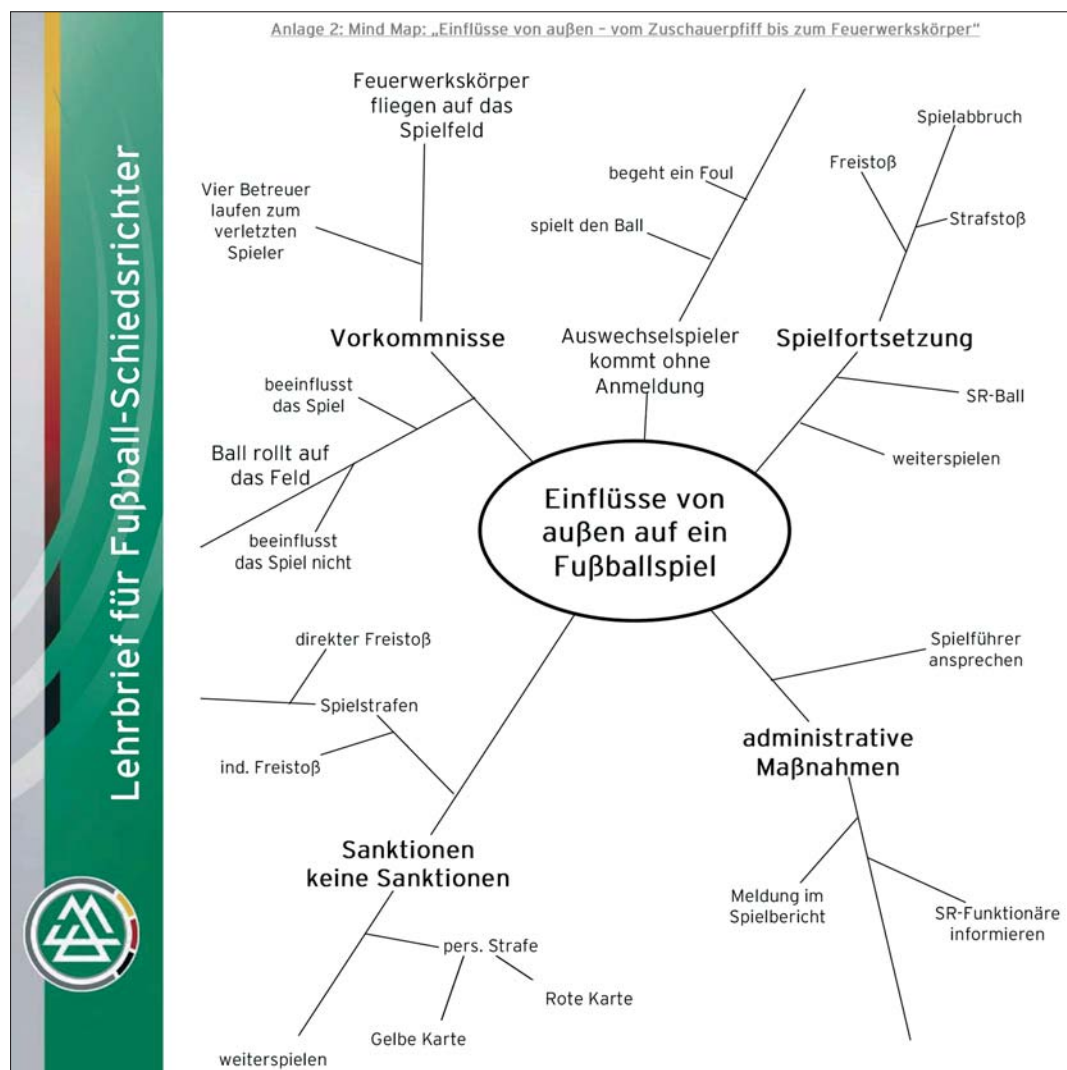 Anlage 2: Mind Map: „Einflüsse von außen – vom Zuschauerpfiff bis zum Feuerwerkskörper“
Lehrbrief für Fußball-Schiedsrichter
Feuerwerkskörper
fliegen auf das
Spielfeld
Vier Betreuer
laufen zum
verletzten
Spieler
Vorkommnisse
beeinflusst
das Spiel
Ball rollt auf
das Feld
beeinflusst
das Spiel nicht
begeht ein Foul
spielt den Ball
Auswechselspieler
kommt ohne
Anmeldung
Spielabbruch
Freistoß
Strafstoß
Spielfortsetzung
SR-Ball
weiterspielen
Einflüsse von
außen auf ein
Fußballspiel
direkter Freistoß
Spielstrafen
ind. Freistoß
Sanktionen
keine Sanktionen
pers. Strafe
Rote Karte
Gelbe Karte
weiterspielen
Spielführer
ansprechen
administrative
Maßnahmen
Meldung im
Spielbericht
SR-Funktionäre
informieren